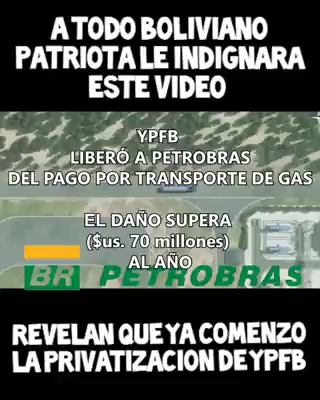 A TODO BOLIVIANO
PATRIOTA LE INDIGNARA
ESTE VIDEO
YPFB
LIBERÓ A PETROBRAS
DEL PAGO POR TRANSPORTE DE GAS
EL DAÑO SUPERA
($us. 70 millones)
AL AÑO
BR PETROBRAS
REVELAN QUE YA COMENZO
LA PRIVATIZACION DE YPFB